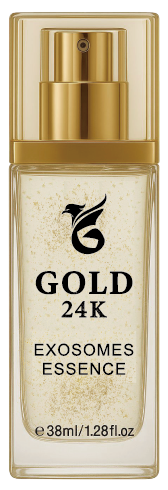 GOLD
24K
EXOSOMES
ESSENCE
℮38ml/1.28fl.oz